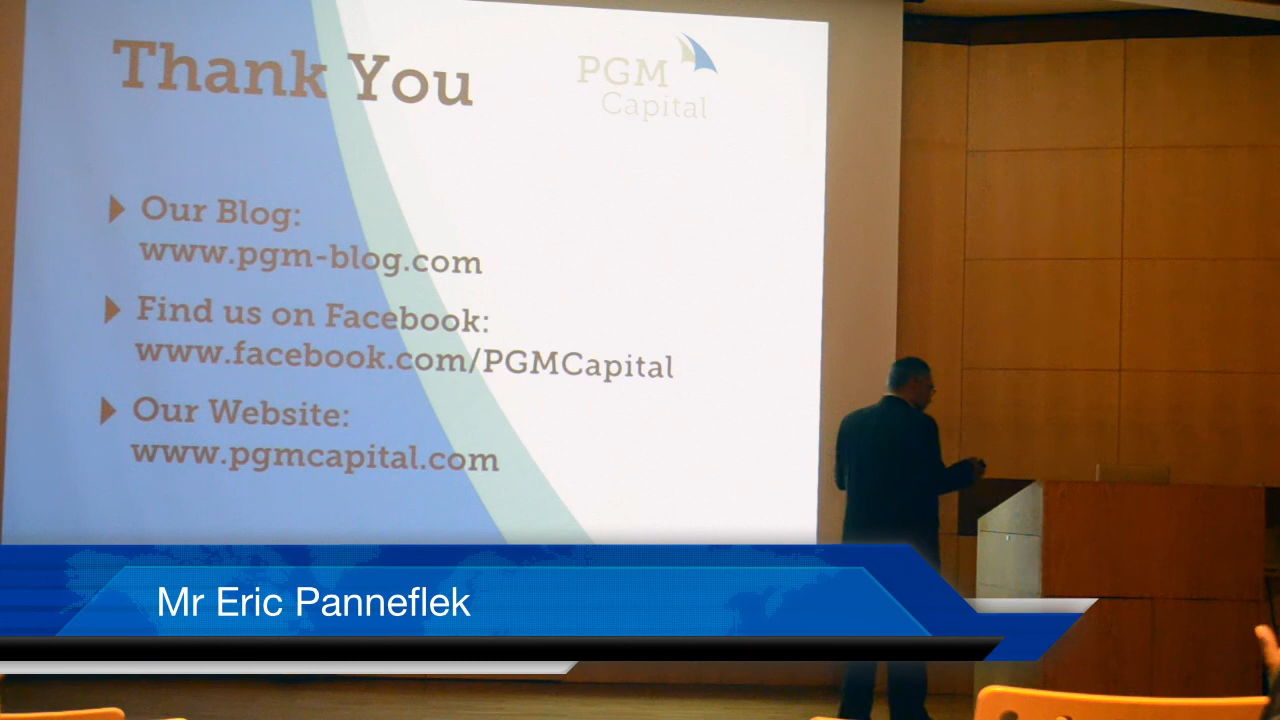 Thank You
PGM
Capital
Our Blog:
www.pgm-blog.com
Find us on Facebook:
www.facebook.com/PGMCapital
Our Website:
www.pgmcapital.com
Mr Eric Panneflek